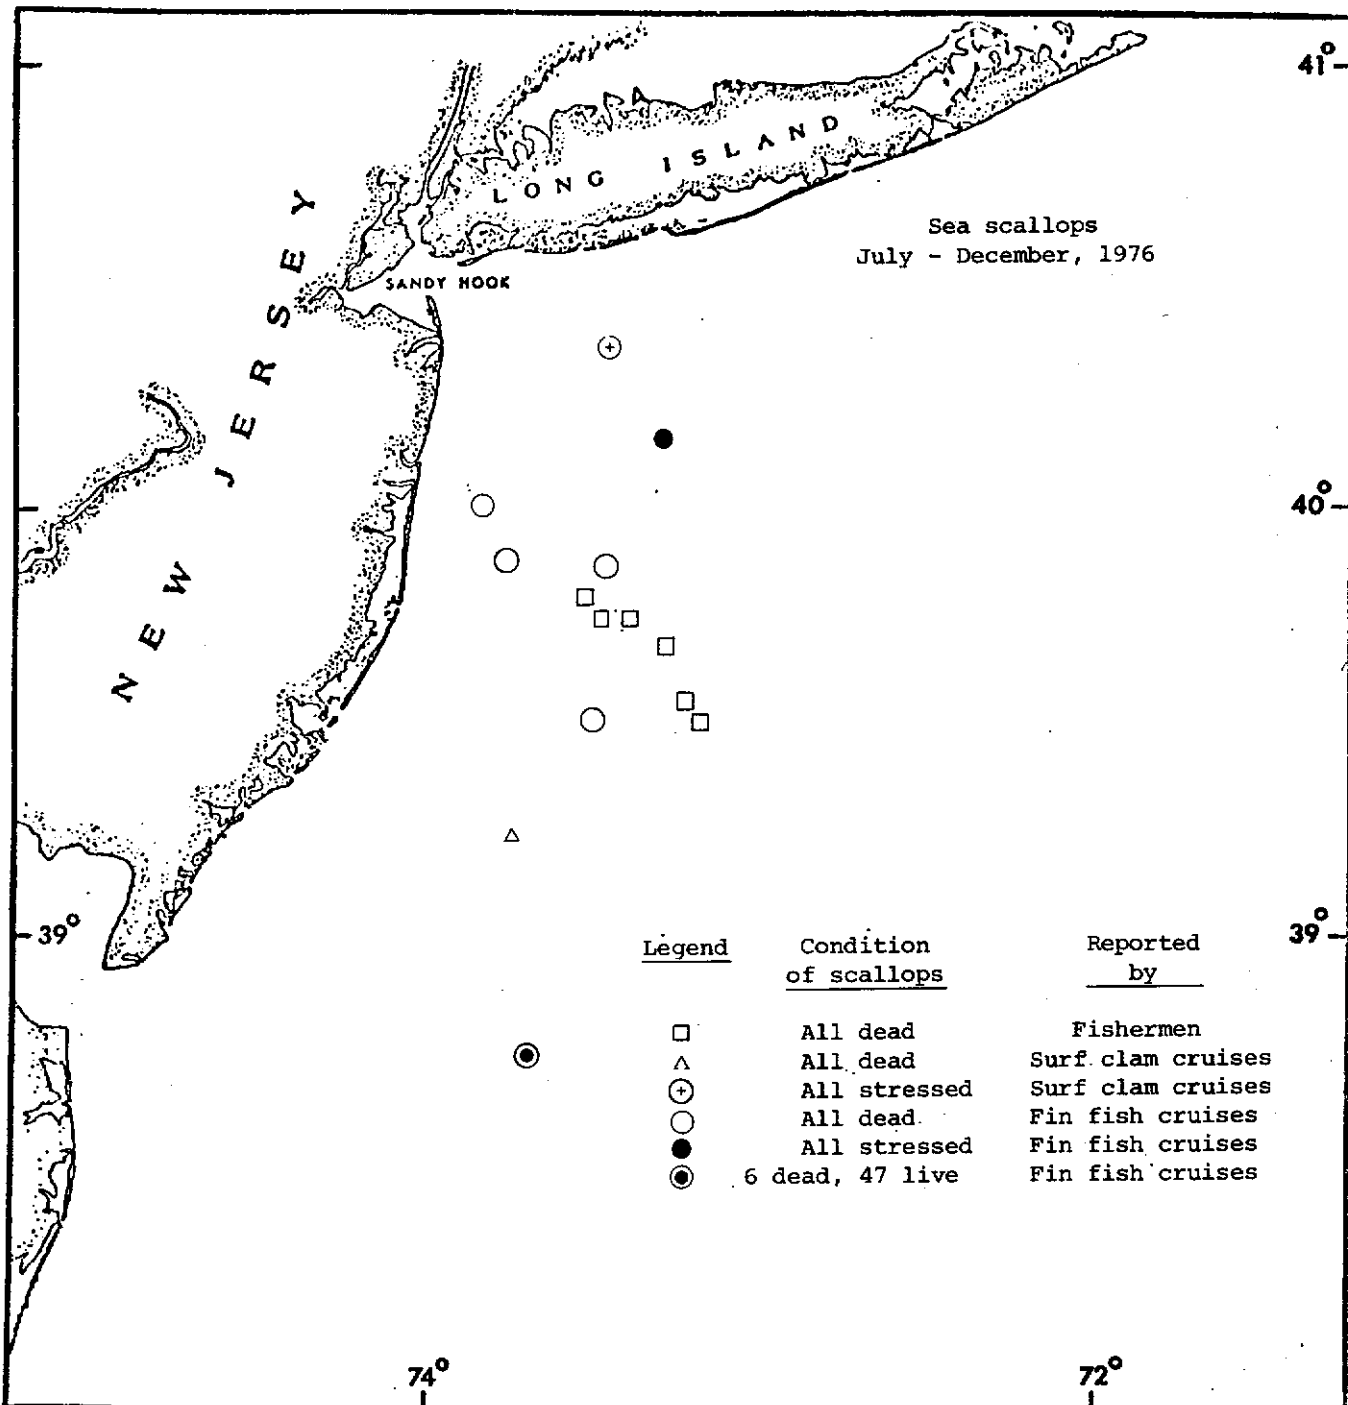 41°
LONG ISLAND
NEW JERSEY
Sea scallops
July - December, 1976
SANDY HOOK
40°
39°
39°
Legend Condition of scallops Reported by
□ All dead Fishermen
△ All dead Surf clam cruises
⊕ All stressed Surf clam cruises
○ All dead Fin fish cruises
● All stressed Fin fish cruises
◉ 6 dead, 47 live Fin fish cruises
74°
72°